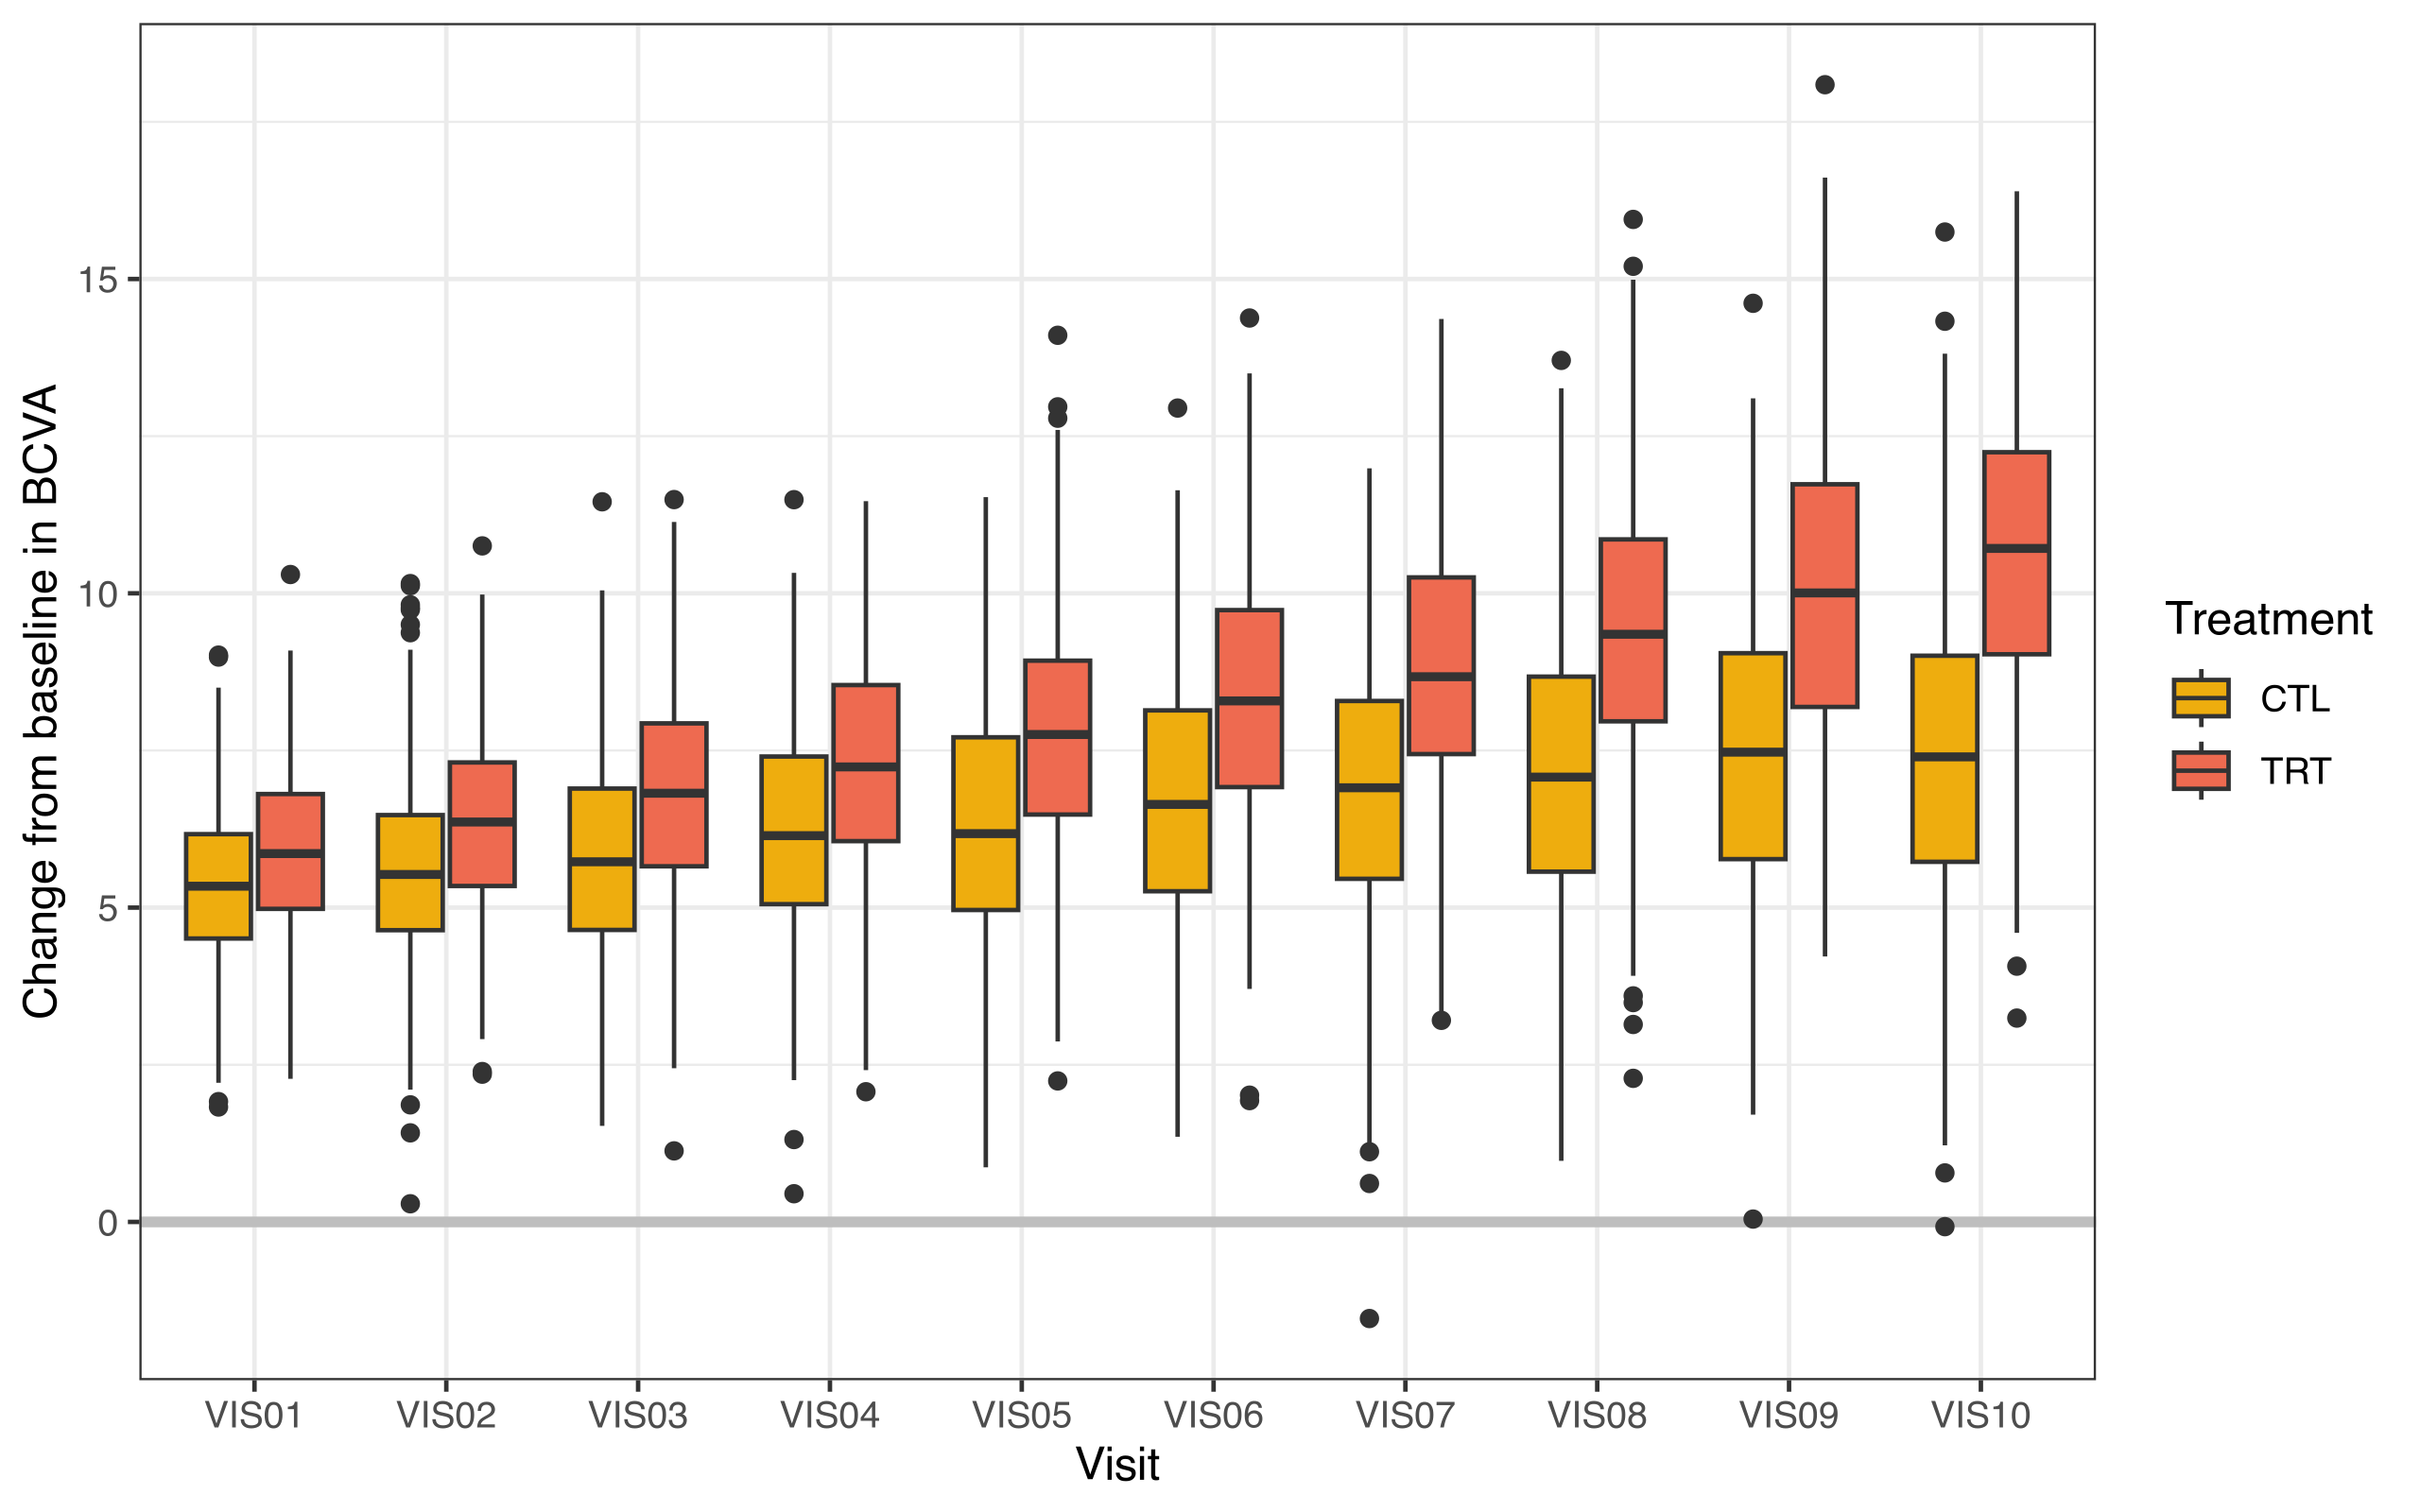 Change from baseline in BCVA
15
10
5
0
VIS01 VIS02 VIS03 VIS04 VIS05 VIS06 VIS07 VIS08 VIS09 VIS10
Visit
Treatment
CTL
TRT